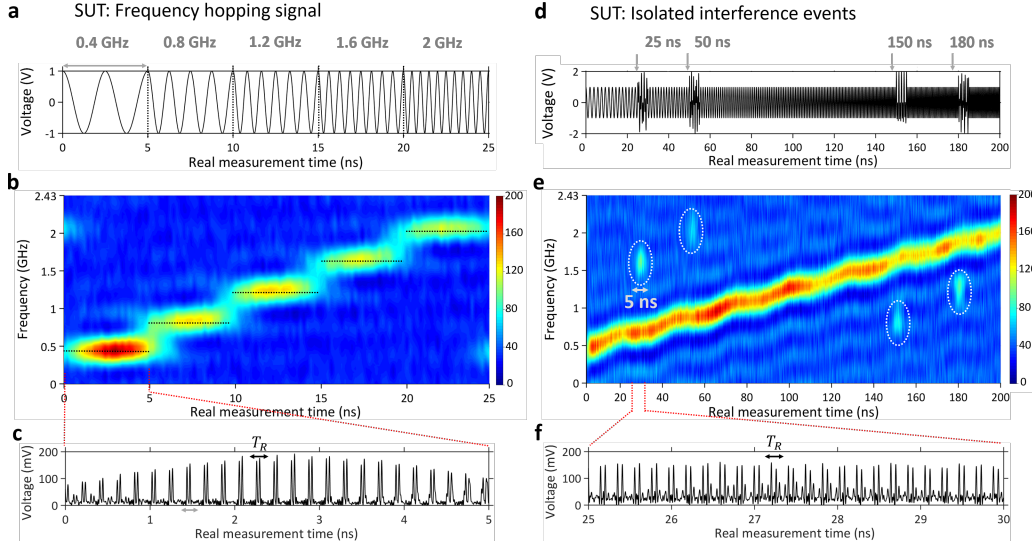 a SUT: Frequency hopping signal
0.4 GHz 0.8 GHz 1.2 GHz 1.6 GHz 2 GHz
Voltage (V)
1
0
-1
0 5 10 15 20 25
Real measurement time (ns)
b
Frequency (GHz)
2.43
2
1.5
1
0.5
0
0 5 10 15 20 25
Real measurement time (ns)
200
160
120
80
40
0
c
Voltage (mV)
200
100
0
T_R
0 1 2 3 4 5
Real measurement time (ns)
d SUT: Isolated interference events
25 ns 50 ns 150 ns 180 ns
Voltage (V)
2
0
-2
0 20 40 60 80 100 120 140 160 180 200
Real measurement time (ns)
e
Frequency (GHz)
2.43
2
1.5
1
0.5
0
5 ns
0 20 40 60 80 100 120 140 160 180 200
Real measurement time (ns)
200
160
120
80
40
0
f
Voltage (mV)
200
100
0
T_R
25 26 27 28 29 30
Real measurement time (ns)